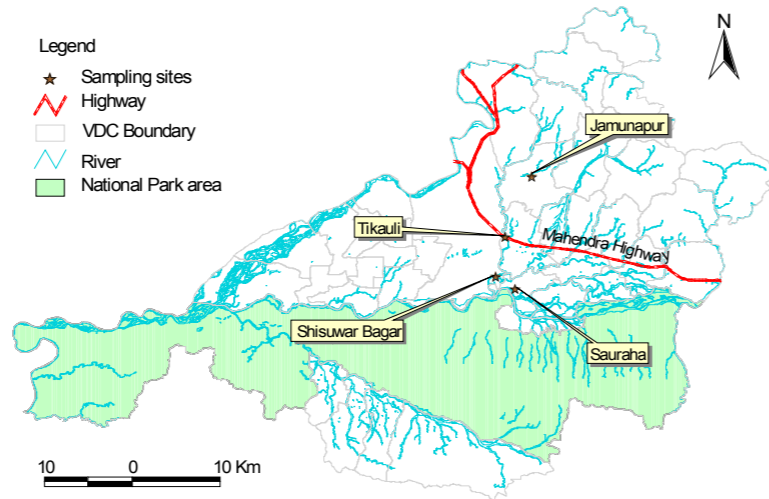 N
Legend
Sampling sites
Highway
VDC Boundary
River
National Park area
Jamunapur
Tikauli
Mahendra Highway
Shisuwar Bagar
Sauraha
10 0 10 Km